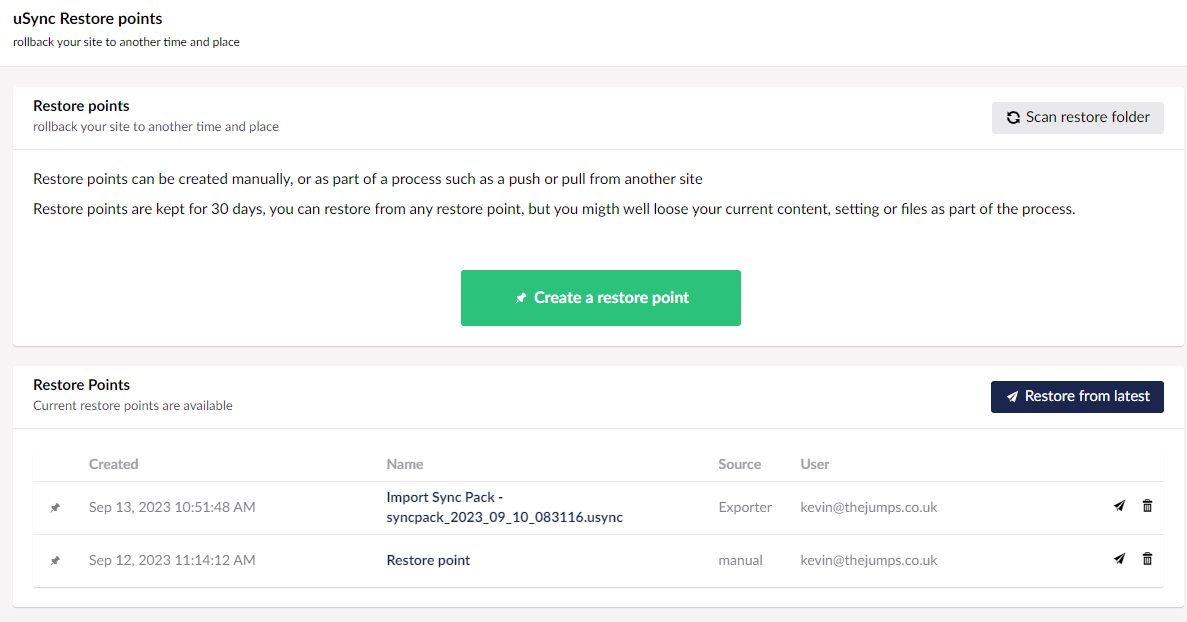 uSync Restore points
rollback your site to another time and place
Restore points
rollback your site to another time and place
Scan restore folder
Restore points can be created manually, or as part of a process such as a push or pull from another site
Restore points are kept for 30 days, you can restore from any restore point, but you migth well loose your current content, setting or files as part of the process.
Create a restore point
Restore Points
Current restore points are available
Restore from latest
Created Name Source User
Sep 13, 2023 10:51:48 AM Import Sync Pack - Exporter kevin@thejumps.co.uk
syncpack_2023_09_10_083116.usync
Sep 12, 2023 11:14:12 AM Restore point manual kevin@thejumps.co.uk